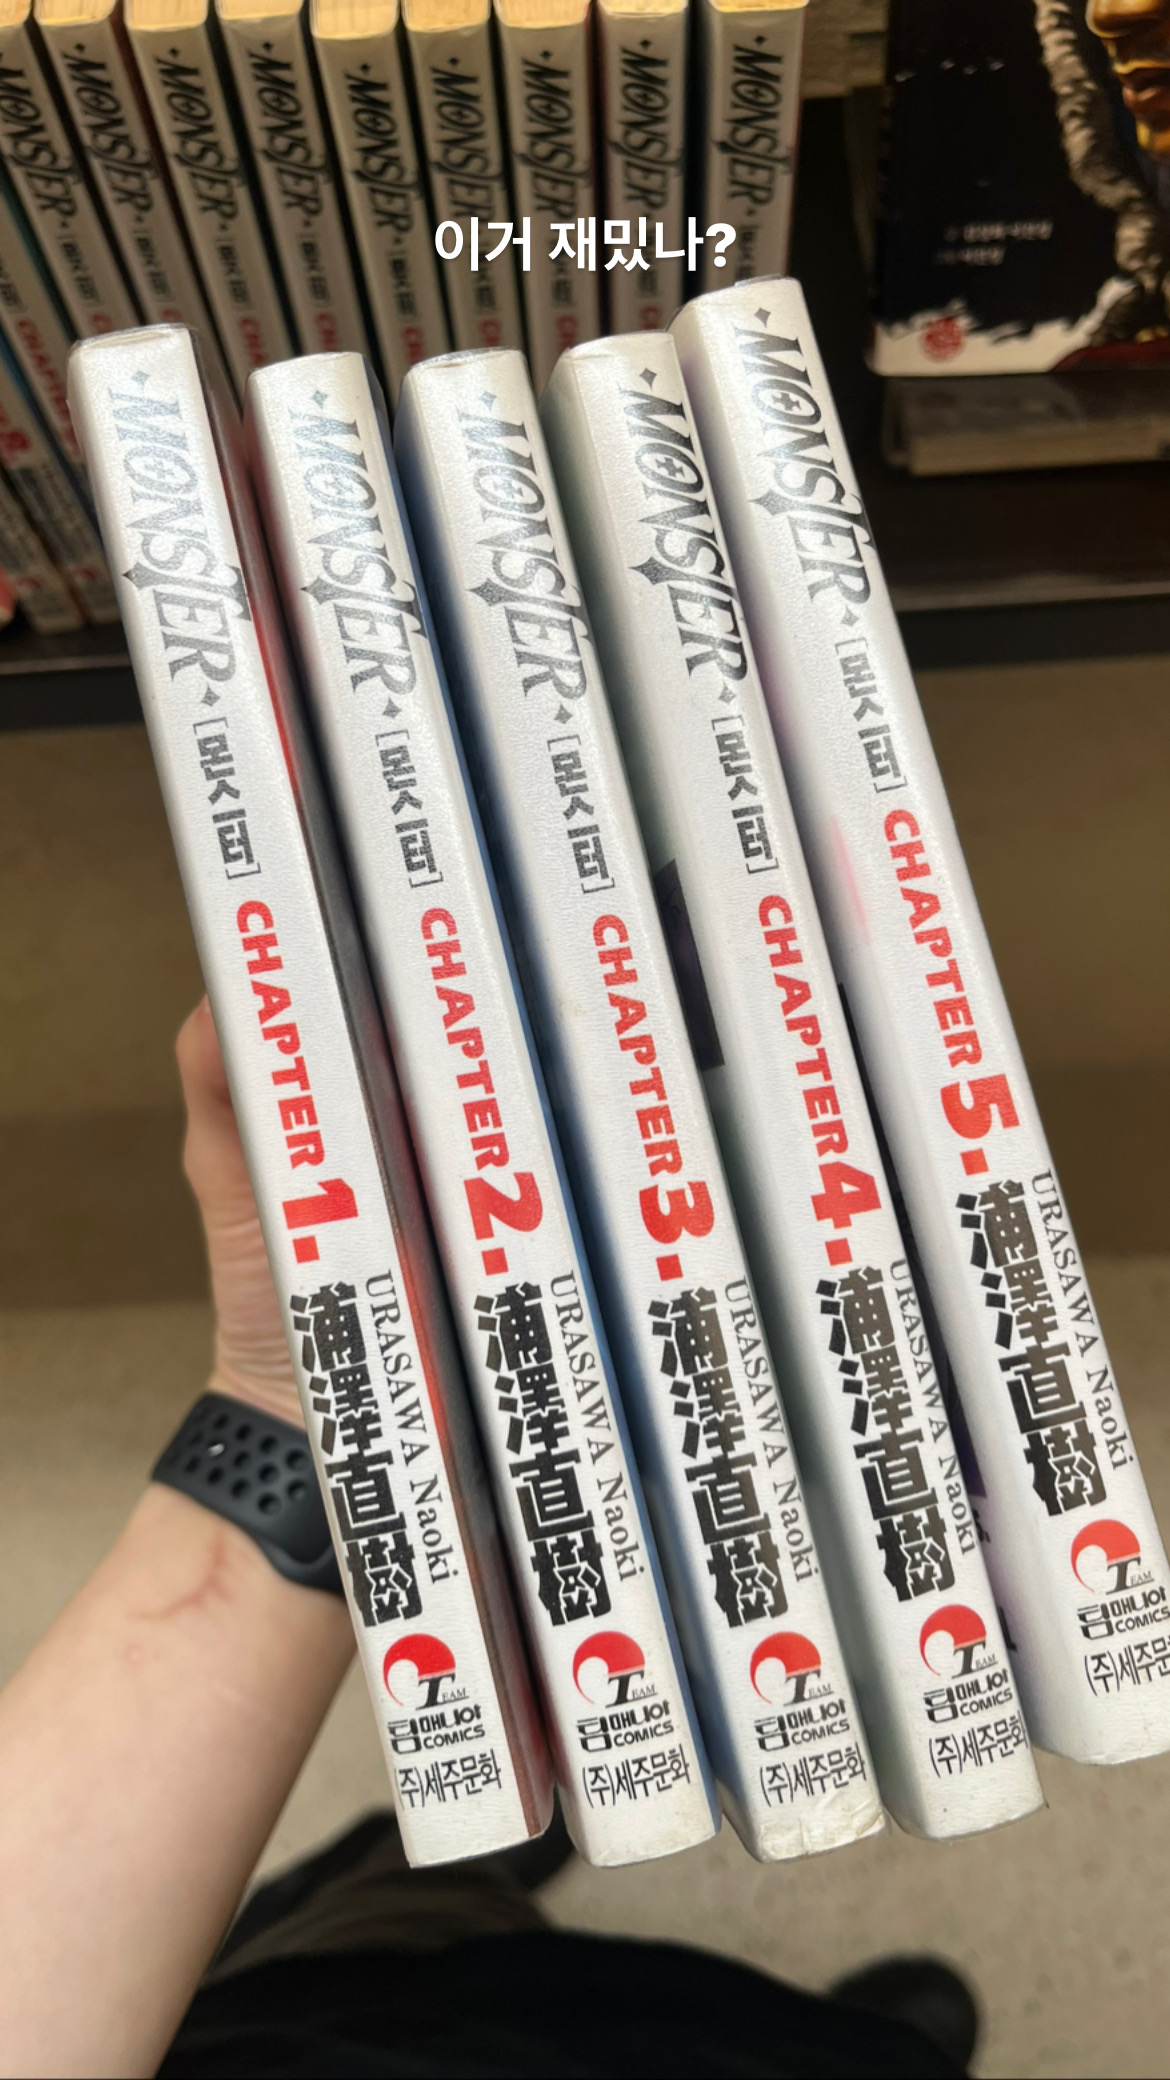 이거 재밌나?
MONSTER
MONSTER
MONSTER
MONSTER
MONSTER
MONSTER
MONSTER
MONSTER
MONSTER
MONSTER [몬스터] CHAPTER 1. 浦澤直樹 URASAWA Naoki TEAM 팀매니아 COMICS (주)세주문화
MONSTER [몬스터] CHAPTER 2. 浦澤直樹 URASAWA Naoki TEAM 팀매니아 COMICS (주)세주문화
MONSTER [몬스터] CHAPTER 3. 浦澤直樹 URASAWA Naoki TEAM 팀매니아 COMICS (주)세주문화
MONSTER [몬스터] CHAPTER 4. 浦澤直樹 URASAWA Naoki TEAM 팀매니아 COMICS (주)세주문화
MONSTER [몬스터] CHAPTER 5. 浦澤直樹 URASAWA Naoki TEAM 팀매니아 COMICS (주)세주문